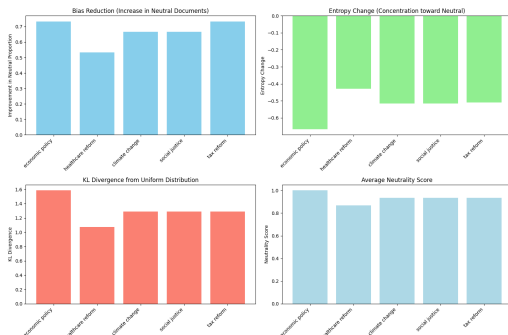 Bias Reduction (Increase in Neutral Documents)
Improvement in Neutral Proportion
0.7
0.6
0.5
0.4
0.3
0.2
0.1
0.0
economic policy
healthcare reform
climate change
social justice
tax reform
Entropy Change (Concentration toward Neutral)
Entropy Change
0.0
−0.1
−0.2
−0.3
−0.4
−0.5
−0.6
economic policy
healthcare reform
climate change
social justice
tax reform
KL Divergence from Uniform Distribution
KL Divergence
1.6
1.4
1.2
1.0
0.8
0.6
0.4
0.2
0.0
economic policy
healthcare reform
climate change
social justice
tax reform
Average Neutrality Score
Neutrality Score
1.0
0.8
0.6
0.4
0.2
0.0
economic policy
healthcare reform
climate change
social justice
tax reform